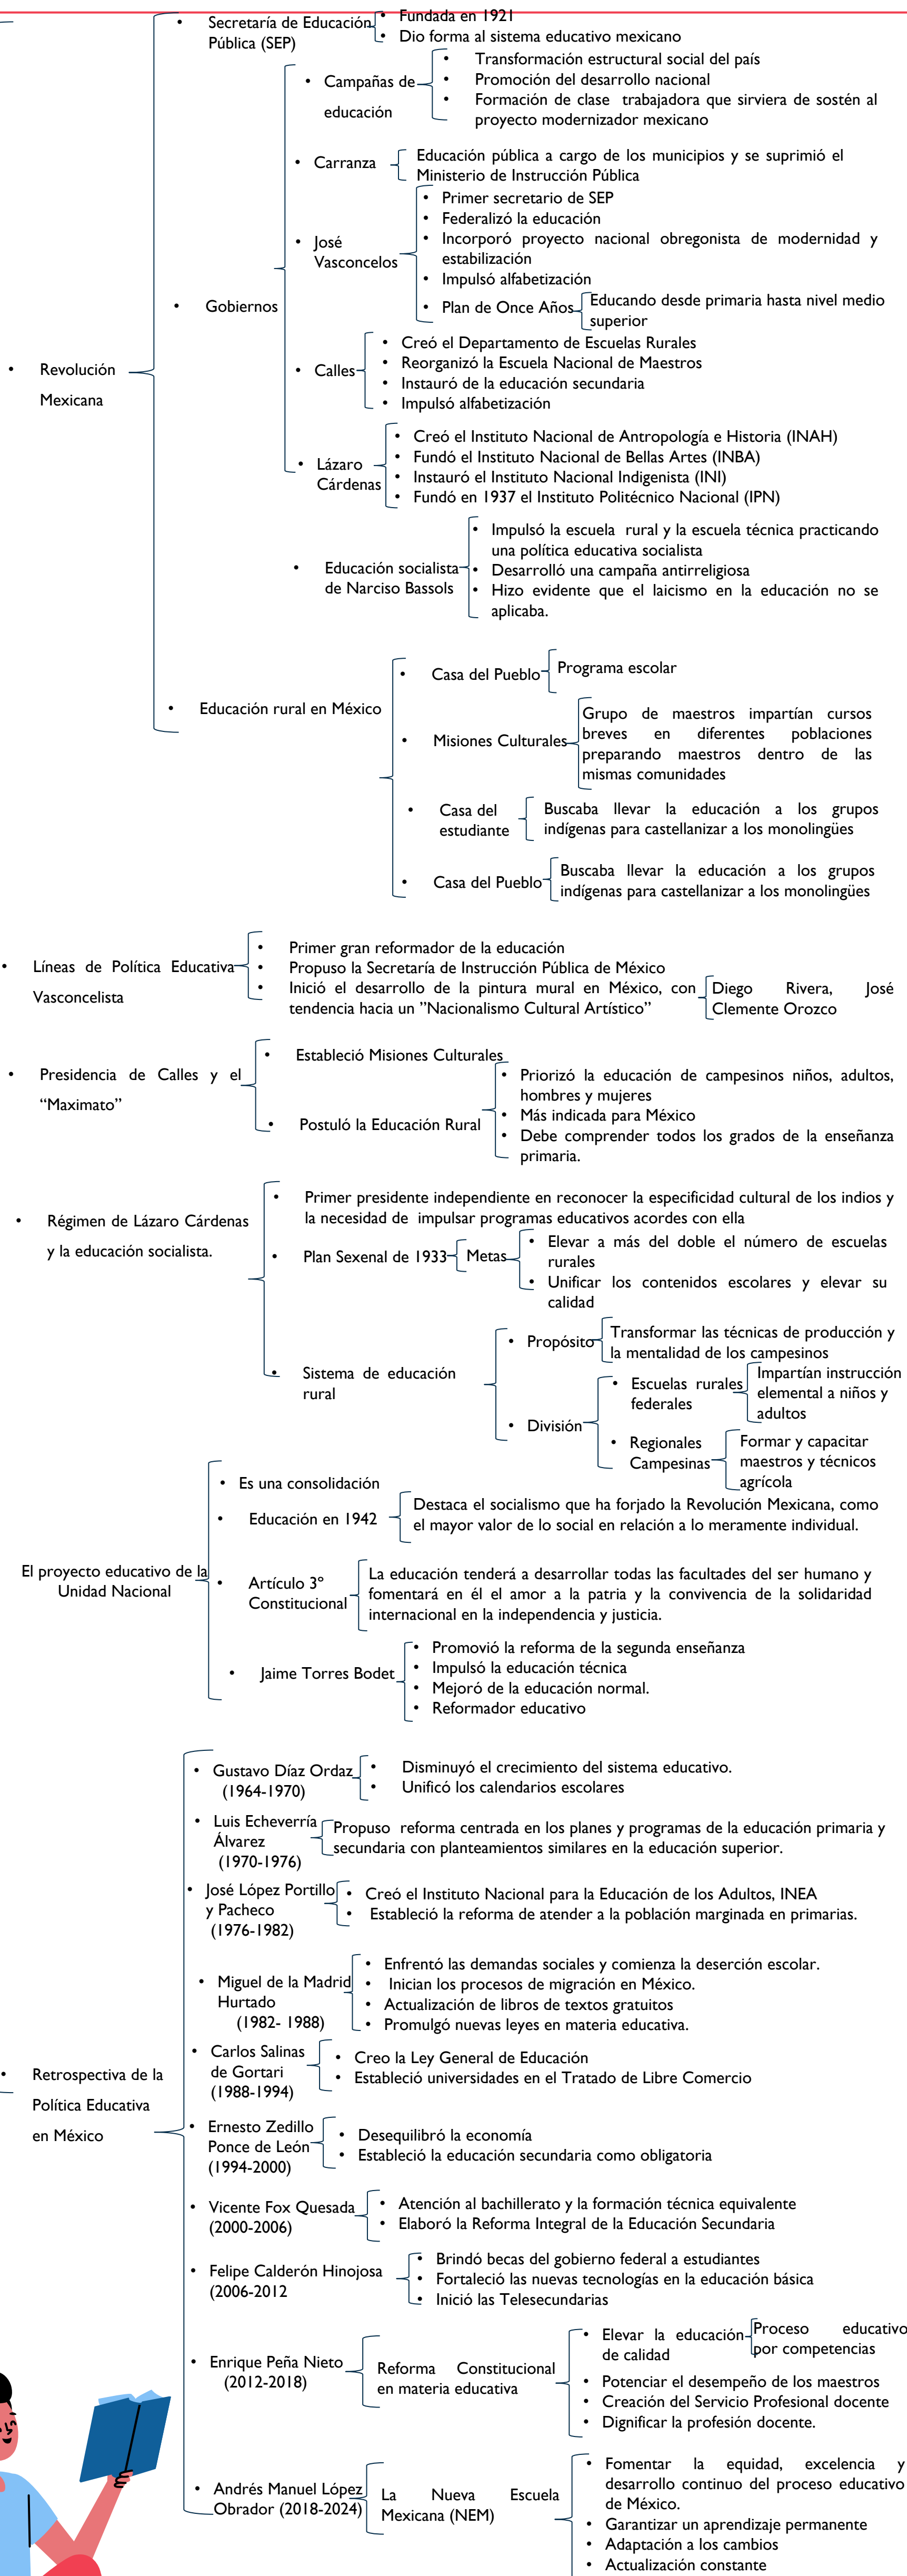 • Secretaría de Educación
Pública (SEP)
• Fundada en 1921
• Dio forma al sistema educativo mexicano
• Campañas de
educación
• Transformación estructural social del país
• Promoción del desarrollo nacional
• Formación de clase trabajadora que sirviera de sostén al
proyecto modernizador mexicano
• Carranza
Educación pública a cargo de los municipios y se suprimió el
Ministerio de Instrucción Pública
• José
Vasconcelos
• Primer secretario de SEP
• Federalizó la educación
• Incorporó proyecto nacional obregonista de modernidad y
estabilización
• Impulsó alfabetización
• Plan de Once Años
Educando desde primaria hasta nivel medio
superior
• Gobiernos
• Calles
• Creó el Departamento de Escuelas Rurales
• Reorganizó la Escuela Nacional de Maestros
• Instauró de la educación secundaria
• Impulsó alfabetización
• Revolución
Mexicana
• Lázaro
Cárdenas
• Creó el Instituto Nacional de Antropología e Historia (INAH)
• Fundó el Instituto Nacional de Bellas Artes (INBA)
• Instauró el Instituto Nacional Indigenista (INI)
• Fundó en 1937 el Instituto Politécnico Nacional (IPN)
• Educación socialista
de Narciso Bassols
• Impulsó la escuela rural y la escuela técnica practicando
una política educativa socialista
• Desarrolló una campaña antirreligiosa
• Hizo evidente que el laicismo en la educación no se
aplicaba.
• Educación rural en México
• Casa del Pueblo
Programa escolar
• Misiones Culturales
Grupo de maestros impartían cursos
breves en diferentes poblaciones
preparando maestros dentro de las
mismas comunidades
• Casa del
estudiante
Buscaba llevar la educación a los grupos
indígenas para castellanizar a los monolingües
• Casa del Pueblo
Buscaba llevar la educación a los grupos
indígenas para castellanizar a los monolingües
• Líneas de Política Educativa
Vasconcelista
• Primer gran reformador de la educación
• Propuso la Secretaría de Instrucción Pública de México
• Inició el desarrollo de la pintura mural en México, con
tendencia hacia un ”Nacionalismo Cultural Artístico”
Diego Rivera, José
Clemente Orozco
• Presidencia de Calles y el
“Maximato”
• Estableció Misiones Culturales
• Postuló la Educación Rural
• Priorizó la educación de campesinos niños, adultos,
hombres y mujeres
• Más indicada para México
• Debe comprender todos los grados de la enseñanza
primaria.
• Régimen de Lázaro Cárdenas
y la educación socialista.
• Primer presidente independiente en reconocer la especificidad cultural de los indios y
la necesidad de impulsar programas educativos acordes con ella
• Plan Sexenal de 1933
Metas
• Elevar a más del doble el número de escuelas
rurales
• Unificar los contenidos escolares y elevar su
calidad
• Sistema de educación
rural
• Propósito
Transformar las técnicas de producción y
la mentalidad de los campesinos
• División
• Escuelas rurales
federales
Impartían instrucción
elemental a niños y
adultos
• Regionales
Campesinas
Formar y capacitar
maestros y técnicos
agrícola
El proyecto educativo de la
Unidad Nacional
• Es una consolidación
• Educación en 1942
Destaca el socialismo que ha forjado la Revolución Mexicana, como
el mayor valor de lo social en relación a lo meramente individual.
• Artículo 3º
Constitucional
La educación tenderá a desarrollar todas las facultades del ser humano y
fomentará en él el amor a la patria y la convivencia de la solidaridad
internacional en la independencia y justicia.
• Jaime Torres Bodet
• Promovió la reforma de la segunda enseñanza
• Impulsó la educación técnica
• Mejoró de la educación normal.
• Reformador educativo
• Gustavo Díaz Ordaz
(1964-1970)
• Disminuyó el crecimiento del sistema educativo.
• Unificó los calendarios escolares
• Luis Echeverría
Álvarez
(1970-1976)
Propuso reforma centrada en los planes y programas de la educación primaria y
secundaria con planteamientos similares en la educación superior.
• José López Portillo
y Pacheco
(1976-1982)
• Creó el Instituto Nacional para la Educación de los Adultos, INEA
• Estableció la reforma de atender a la población marginada en primarias.
• Miguel de la Madrid
Hurtado
(1982- 1988)
• Enfrentó las demandas sociales y comienza la deserción escolar.
• Inician los procesos de migración en México.
• Actualización de libros de textos gratuitos
• Promulgó nuevas leyes en materia educativa.
• Carlos Salinas
de Gortari
(1988-1994)
• Creo la Ley General de Educación
• Estableció universidades en el Tratado de Libre Comercio
• Retrospectiva de la
Política Educativa
en México
• Ernesto Zedillo
Ponce de León
(1994-2000)
• Desequilibró la economía
• Estableció la educación secundaria como obligatoria
• Vicente Fox Quesada
(2000-2006)
• Atención al bachillerato y la formación técnica equivalente
• Elaboró la Reforma Integral de la Educación Secundaria
• Felipe Calderón Hinojosa
(2006-2012
• Brindó becas del gobierno federal a estudiantes
• Fortaleció las nuevas tecnologías en la educación básica
• Inició las Telesecundarias
• Enrique Peña Nieto
(2012-2018)
Reforma Constitucional
en materia educativa
• Elevar la educación
de calidad
Proceso educativo
por competencias
• Potenciar el desempeño de los maestros
• Creación del Servicio Profesional docente
• Dignificar la profesión docente.
• Andrés Manuel López
Obrador (2018-2024)
La Nueva Escuela
Mexicana (NEM)
• Fomentar la equidad, excelencia y
desarrollo continuo del proceso educativo
de México.
• Garantizar un aprendizaje permanente
• Adaptación a los cambios
• Actualización constante